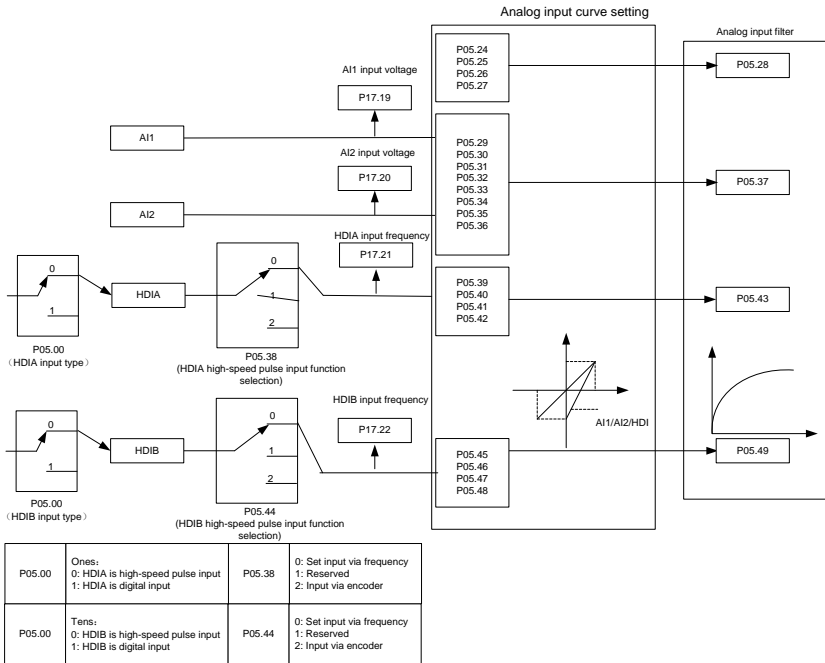 Analog input curve setting
Analog input filter
P05.24
P05.25
P05.26
P05.27
P05.28
AI1 input voltage
P17.19
AI1
AI2 input voltage
P17.20
AI2
P05.29
P05.30
P05.31
P05.32
P05.33
P05.34
P05.35
P05.36
P05.37
HDIA input frequency
P17.21
0
1
HDIA
0
1
2
P05.39
P05.40
P05.41
P05.42
P05.43
P05.00
（HDIA input type）
P05.38
(HDIA high-speed pulse input function
selection)
AI1/AI2/HDI
HDIB input frequency
P17.22
0
1
HDIB
0
1
2
P05.45
P05.46
P05.47
P05.48
P05.49
P05.00
（HDIB input type）
P05.44
(HDIB high-speed pulse input function
selection)
P05.00
Ones：
0: HDIA is high-speed pulse input
1: HDIA is digital input
P05.38
0: Set input via frequency
1: Reserved
2: Input via encoder
P05.00
Tens：
0: HDIB is high-speed pulse input
1: HDIB is digital input
P05.44
0: Set input via frequency
1: Reserved
2: Input via encoder